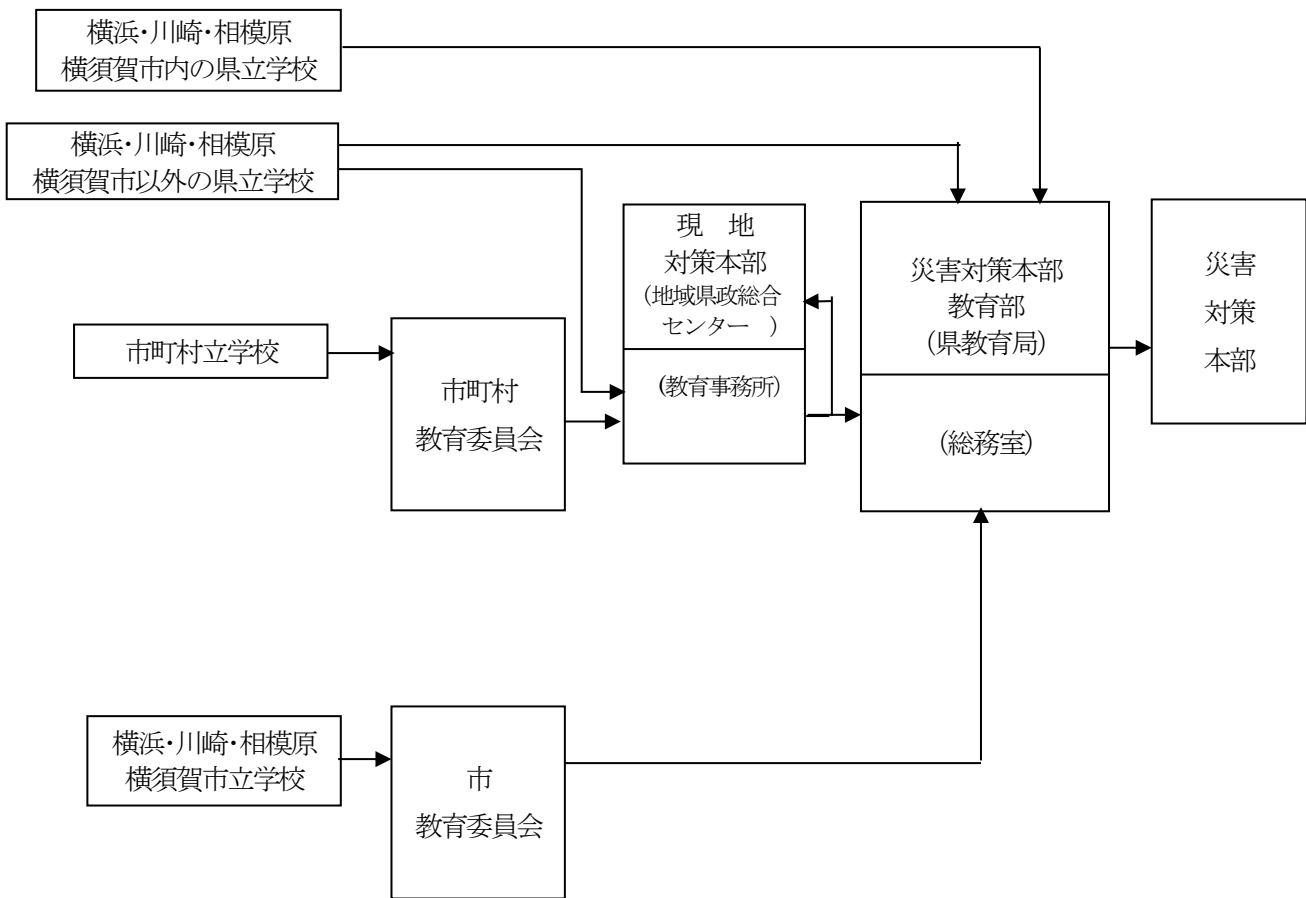 横浜・川崎・相模原
横須賀市内の県立学校
横浜・川崎・相模原
横須賀市以外の県立学校
現　地
対策本部
(地域県政総合
センター　)
(教育事務所)
災害対策本部
教育部
(県教育局)
(総務室)
災害
対策
本部
市町村立学校
市町村
教育委員会
横浜・川崎・相模原
横須賀市立学校
市
教育委員会